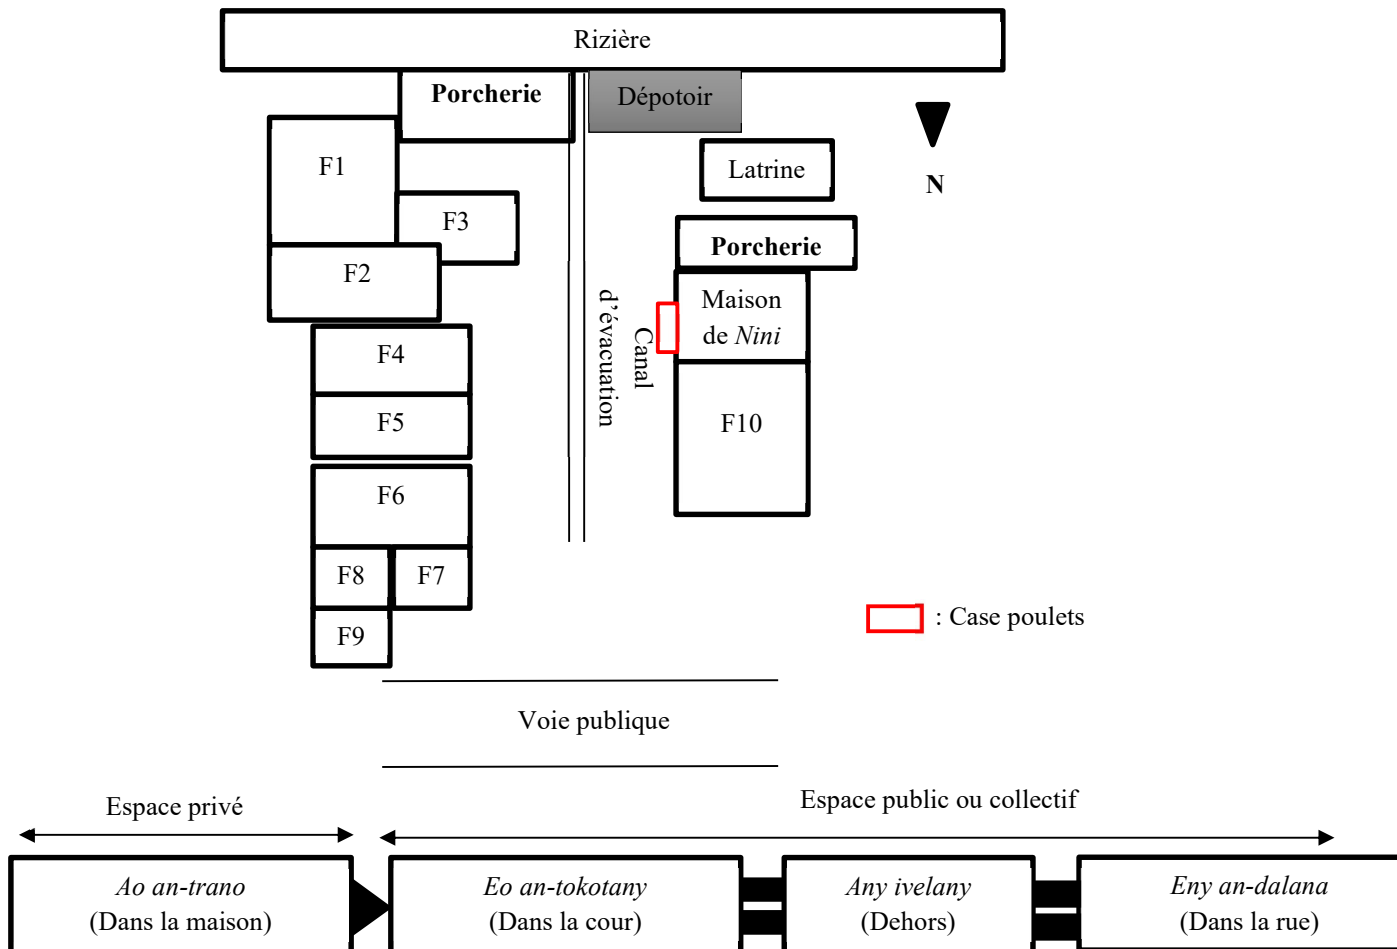 Rizière
Porcherie
Dépotoir
F1
Latrine
N
F3
Porcherie
F2
Maison
de Nini
Canal
d’évacuation
F4
F5
F10
F6
F8
F7
: Case poulets
F9
Voie publique
Espace privé
Espace public ou collectif
Ao an-trano
(Dans la maison)
Eo an-tokotany
(Dans la cour)
Any ivelany
(Dehors)
Eny an-dalana
(Dans la rue)